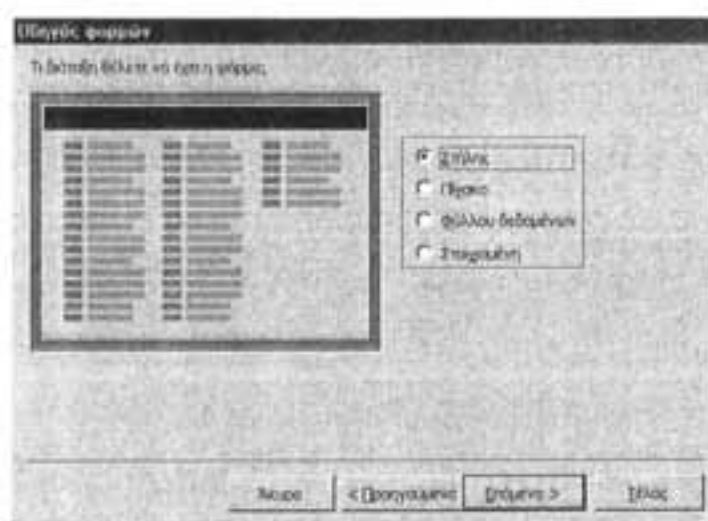 Οδηγός φορμών
Τι διάταξη θέλετε να έχει η φόρμα;
Στήλης
Πίνακα
Φύλλου δεδομένων
Στοιχισμένη
Άκυρο
< Προηγούμενο
Επόμενο >
Τέλος